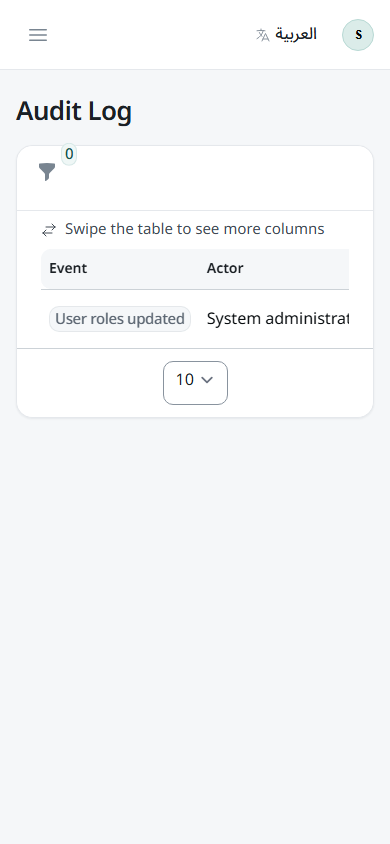 العربية
S
Audit Log
0
Swipe the table to see more columns
Event Actor
User roles updated System administrat
10